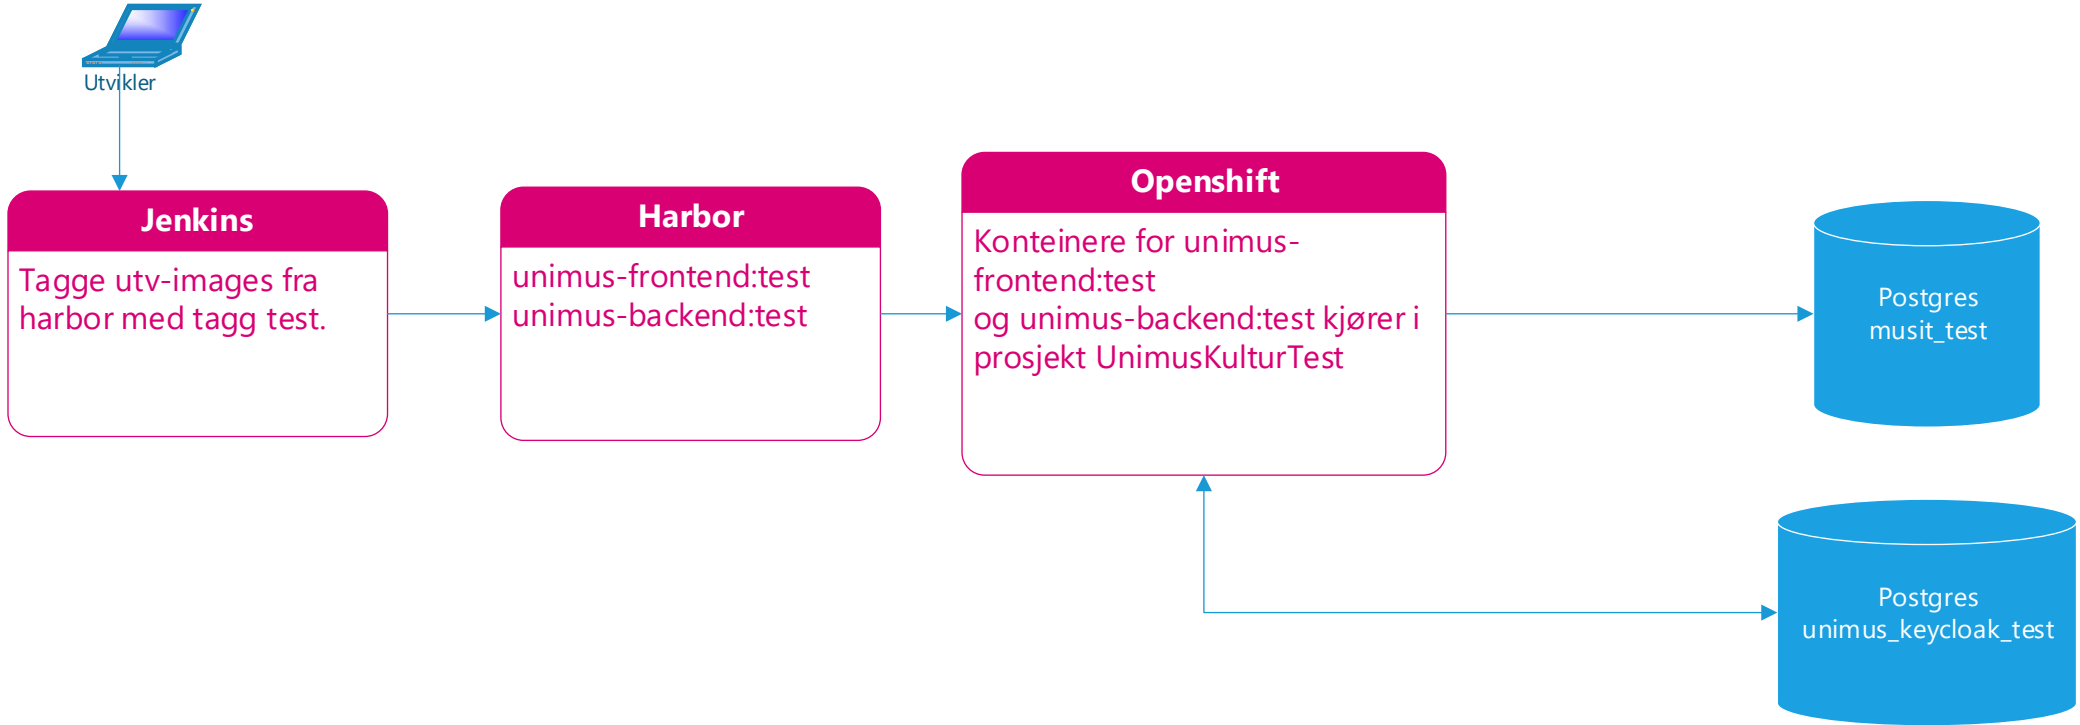 Utvikler
Jenkins
Tagge utv-images fra
harbor med tagg test.
Harbor
unimus-frontend:test
unimus-backend:test
Openshift
Konteinere for unimus-
frontend:test
og unimus-backend:test kjører i
prosjekt UnimusKulturTest
Postgres
musit_test
Postgres
unimus_keycloak_test